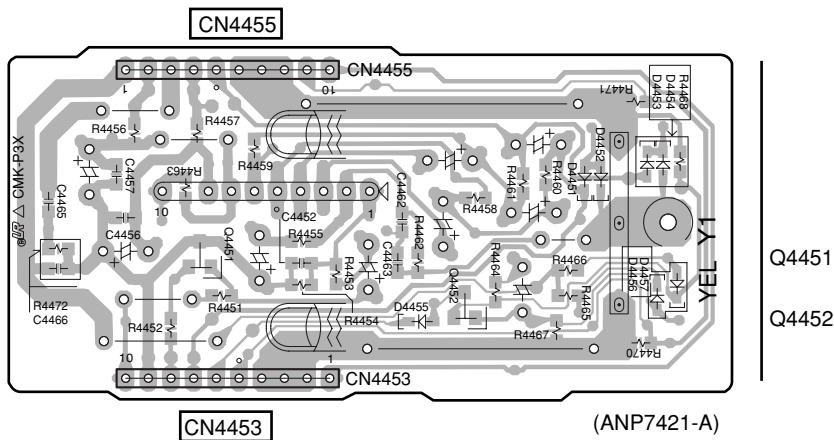 CN4455
CN4455
1
10
R4471
R4468
D4454
D4453
R4456
R4457
R4459
D4452
D4451
CMK-P3X
C4457
R4463
R4461
R4460
C4465
C4462
R4458
10
1
C4452
R4455
C4456
Q4451
R4462
YEL Y1
Q4451
R4453
C4463
R4464
R4466
D4457
D4456
Q4452
R4472
C4466
R4451
R4452
R4454
D4455
R4465
R4467
R4470
Q4452
10
1
CN4453
CN4453
(ANP7421-A)